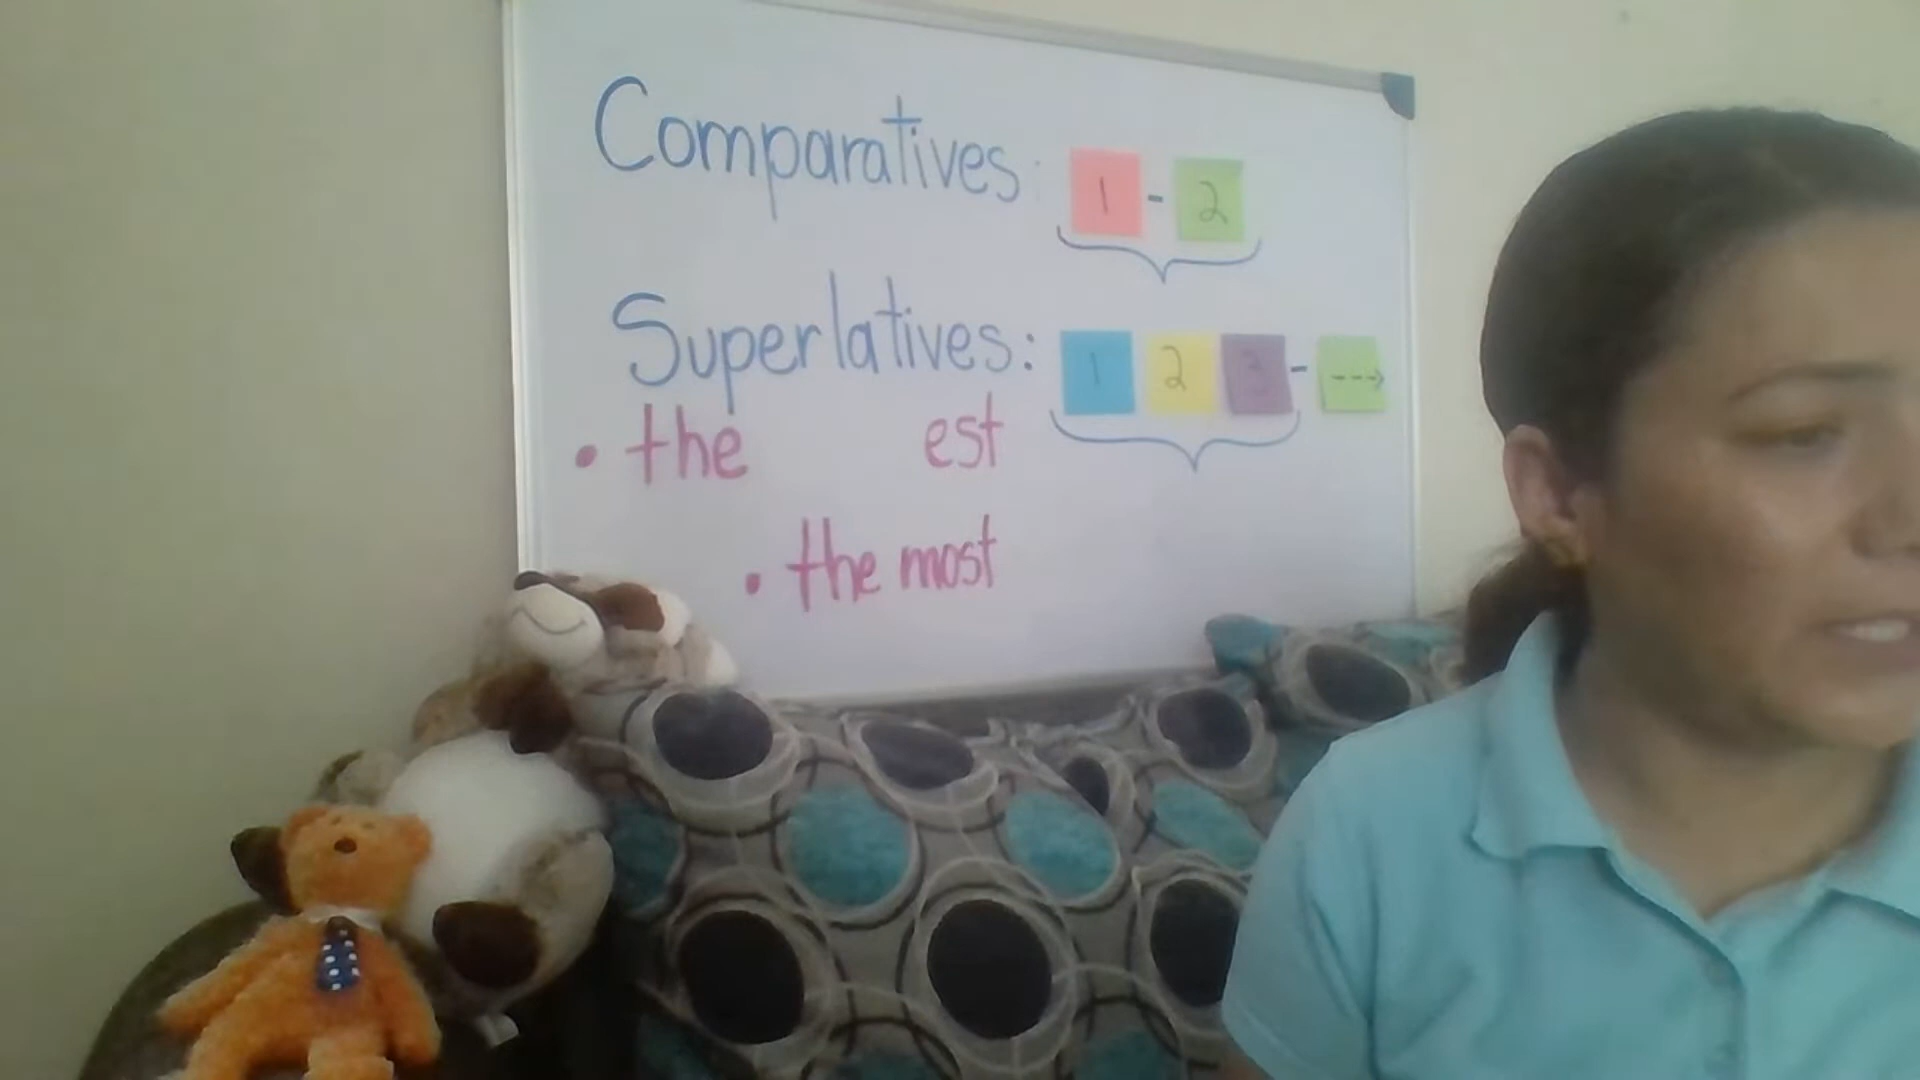 Comparatives: 1 - 2
Superlatives: 1 2 3 - --->
• the est
• the most